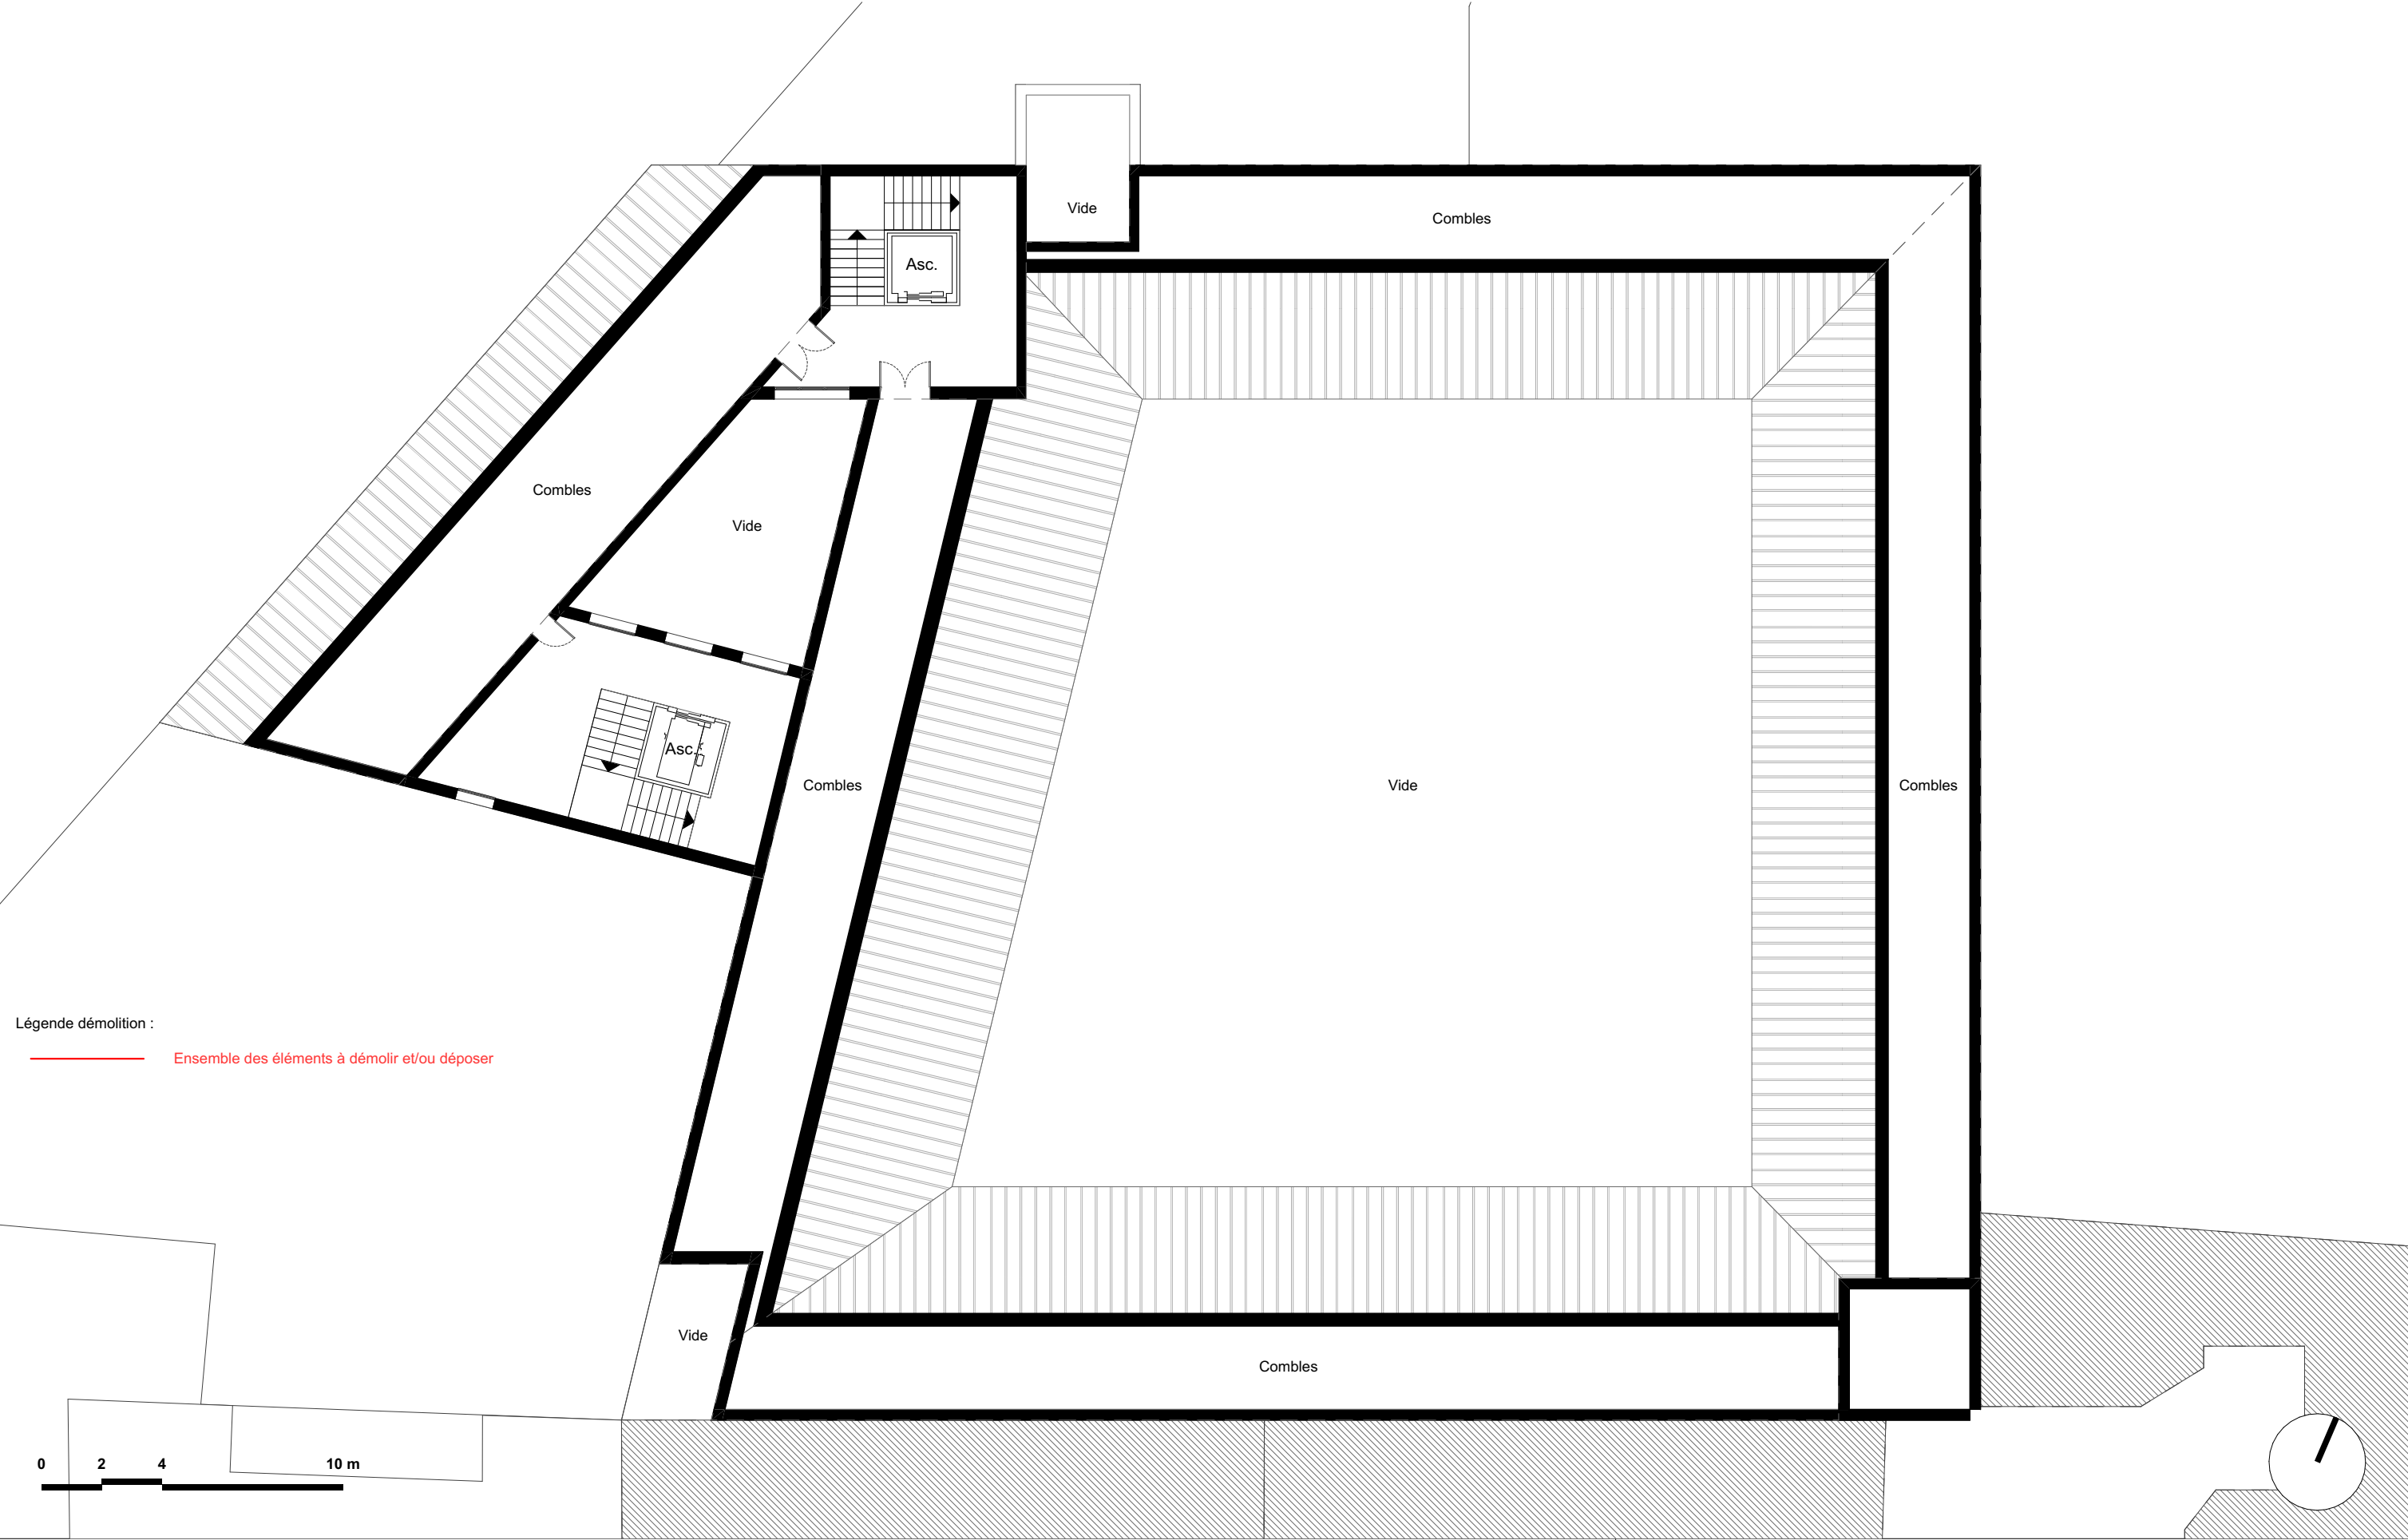 Vide
Combles
Asc.
Combles
Vide
Asc.
Combles
Vide
Combles
Légende démolition :
Ensemble des éléments à démolir et/ou déposer
Vide
Combles
0 2 4 10 m